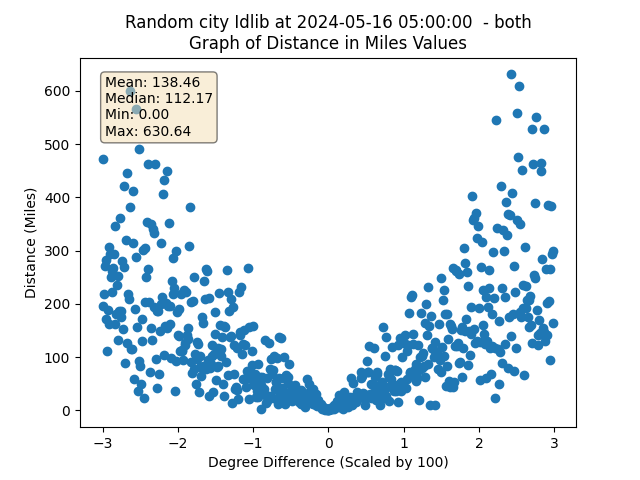 Random city Idlib at 2024-05-16 05:00:00  - both
Graph of Distance in Miles Values
Mean: 138.46
Median: 112.17
Min: 0.00
Max: 630.64
Distance (Miles)
600
500
400
300
200
100
0
−3
−2
−1
0
1
2
3
Degree Difference (Scaled by 100)